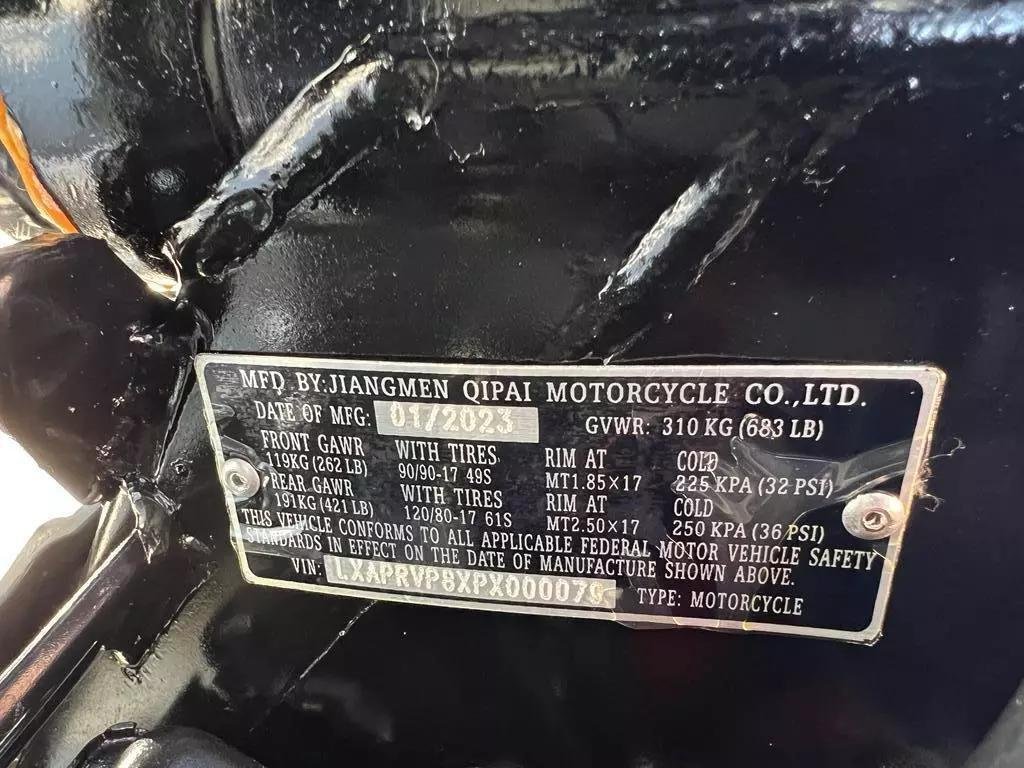 MFD BY:JIANGMEN QIPAI MOTORCYCLE CO.,LTD.
DATE OF MFG: 01/2023 GVWR: 310 KG (683 LB)
FRONT GAWR WITH TIRES RIM AT COLD
119KG (262 LB) 90/90-17 49S MT1.85×17 225 KPA (32 PSI)
REAR GAWR WITH TIRES RIM AT COLD
191KG (421 LB) 120/80-17 61S MT2.50×17 250 KPA (36 PSI)
THIS VEHICLE CONFORMS TO ALL APPLICABLE FEDERAL MOTOR VEHICLE SAFETY
STANDARDS IN EFFECT ON THE DATE OF MANUFACTURE SHOWN ABOVE.
VIN: TYPE: MOTORCYCLE